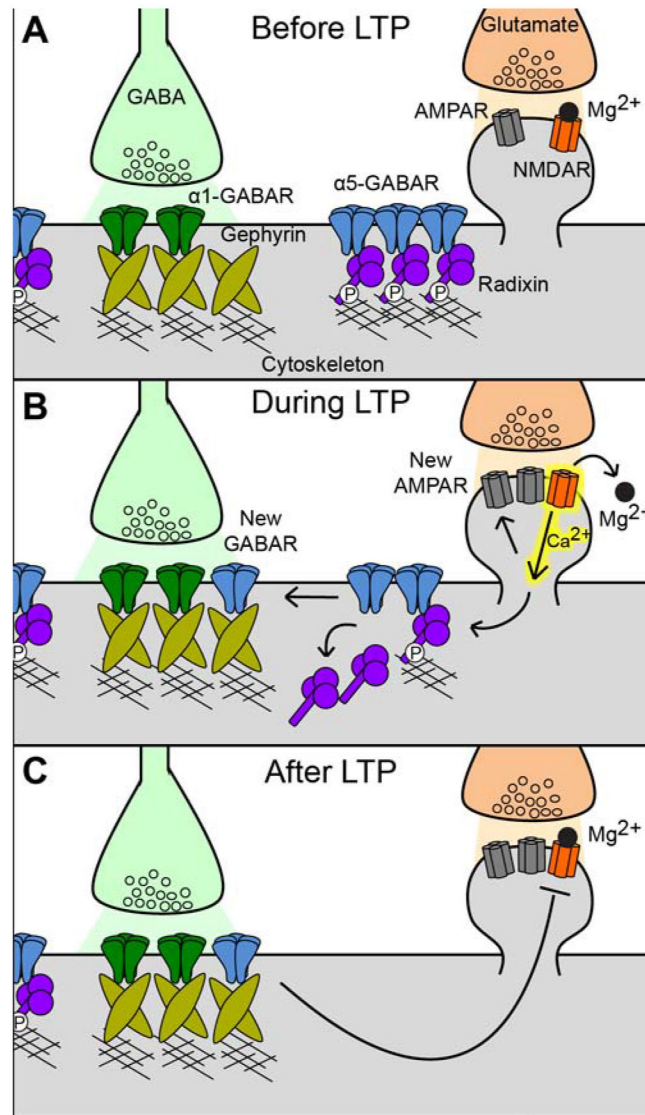 A
Before LTP
Glutamate
GABA
AMPAR
Mg2+
NMDAR
α1-GABAR
α5-GABAR
Gephyrin
Radixin
P
P
P
P
Cytoskeleton
B
During LTP
New
AMPAR
Mg2+
Ca2+
New
GABAR
P
P
C
After LTP
Mg2+
P